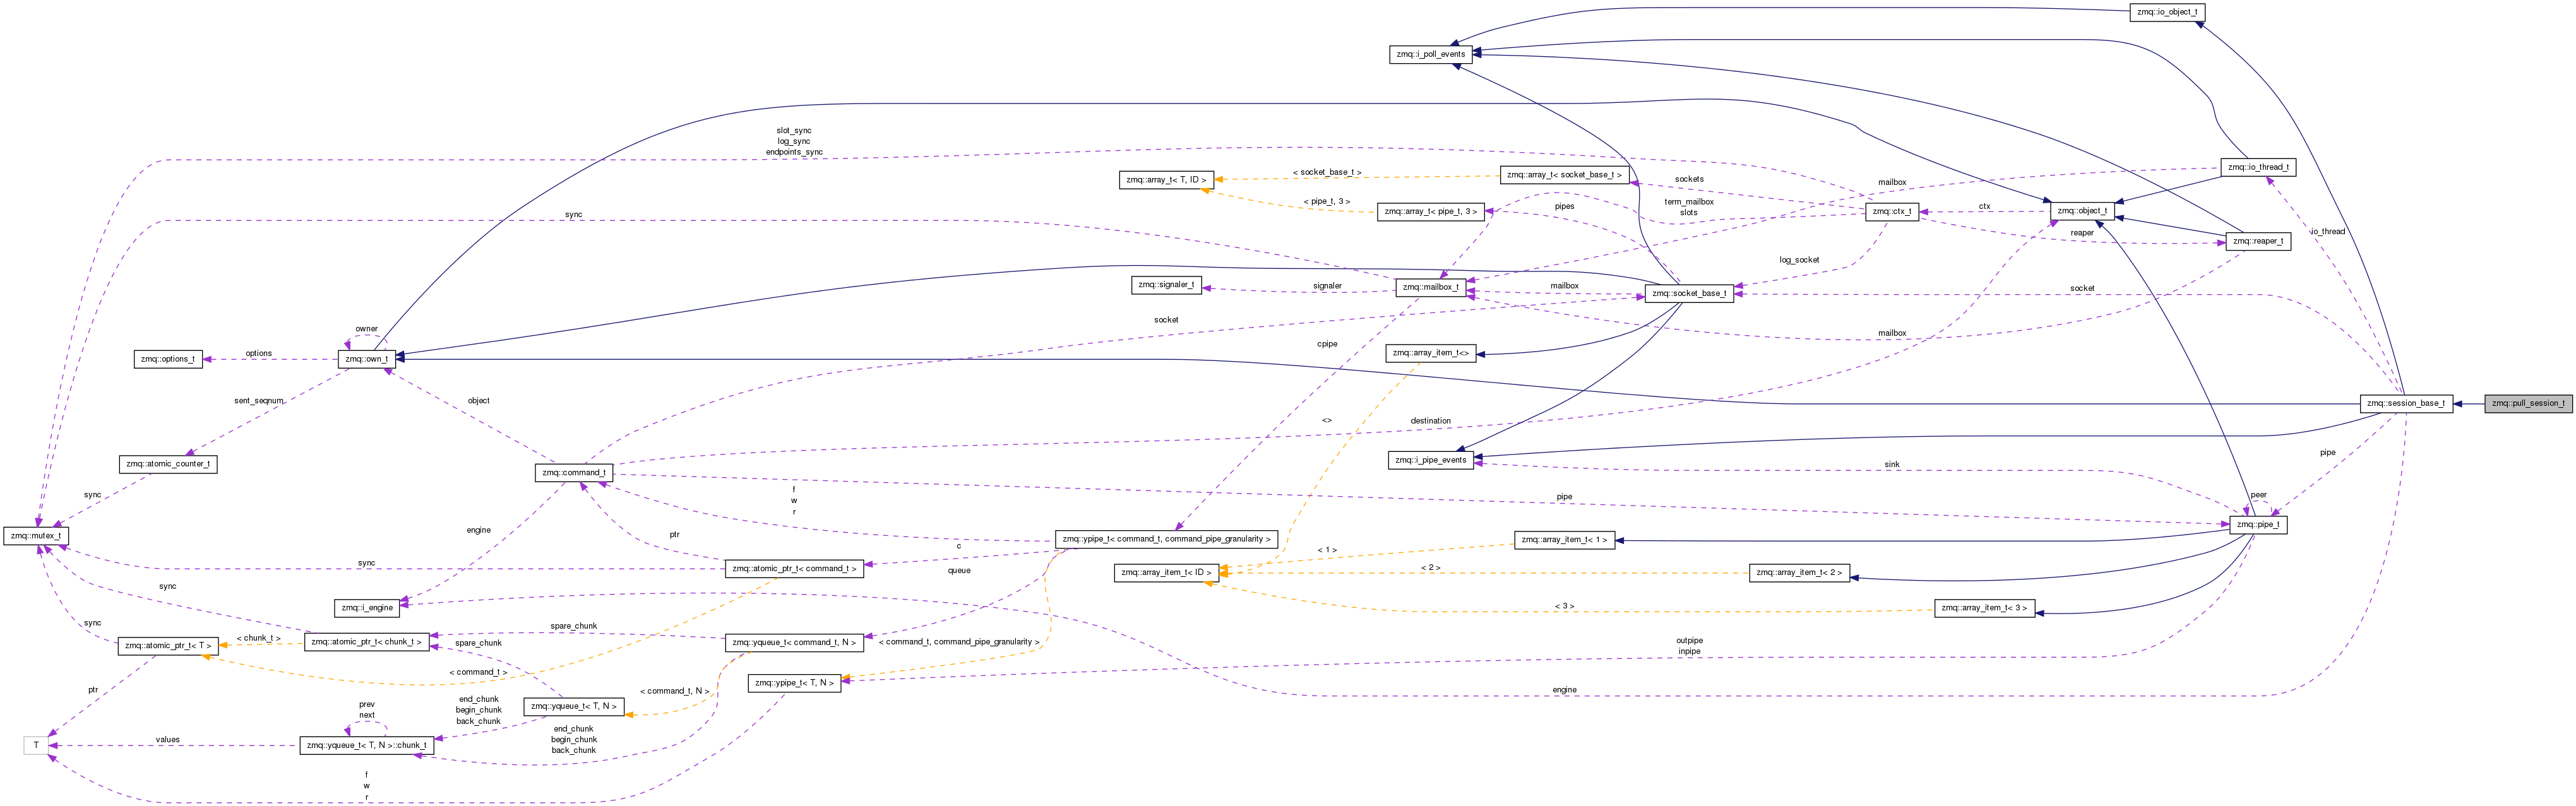 zmq::io_object_t
zmq::i_poll_events
slot_sync
log_sync
endpoints_sync
zmq::io_thread_t
zmq::array_t< socket_base_t >
< socket_base_t >
zmq::array_t< T, ID >
sockets
mailbox
< pipe_t, 3 >
zmq::array_t< pipe_t, 3 >
pipes
term_mailbox
slots
zmq::ctx_t
ctx
zmq::object_t
sync
reaper
io_thread
zmq::reaper_t
log_socket
zmq::signaler_t
signaler
zmq::mailbox_t
mailbox
zmq::socket_base_t
socket
socket
owner
mailbox
cpipe
zmq::options_t
options
zmq::own_t
zmq::array_item_t<>
sent_seqnum
object
zmq::session_base_t
zmq::pull_session_t
<>
destination
zmq::atomic_counter_t
zmq::command_t
zmq::i_pipe_events
sink
pipe
sync
f
w
r
pipe
peer
zmq::mutex_t
engine
ptr
zmq::ypipe_t< command_t, command_pipe_granularity >
zmq::array_item_t< 1 >
zmq::pipe_t
c
< 1 >
sync
zmq::atomic_ptr_t< command_t >
queue
zmq::array_item_t< ID >
< 2 >
zmq::array_item_t< 2 >
sync
zmq::i_engine
< 3 >
zmq::array_item_t< 3 >
sync
spare_chunk
< chunk_t >
zmq::atomic_ptr_t< chunk_t >
spare_chunk
zmq::yqueue_t< command_t, N >
< command_t, command_pipe_granularity >
outpipe
inpipe
zmq::atomic_ptr_t< T >
< command_t >
zmq::ypipe_t< T, N >
ptr
< command_t, N >
engine
end_chunk
begin_chunk
back_chunk
zmq::yqueue_t< T, N >
prev
next
end_chunk
begin_chunk
back_chunk
T
values
zmq::yqueue_t< T, N >::chunk_t
f
w
r